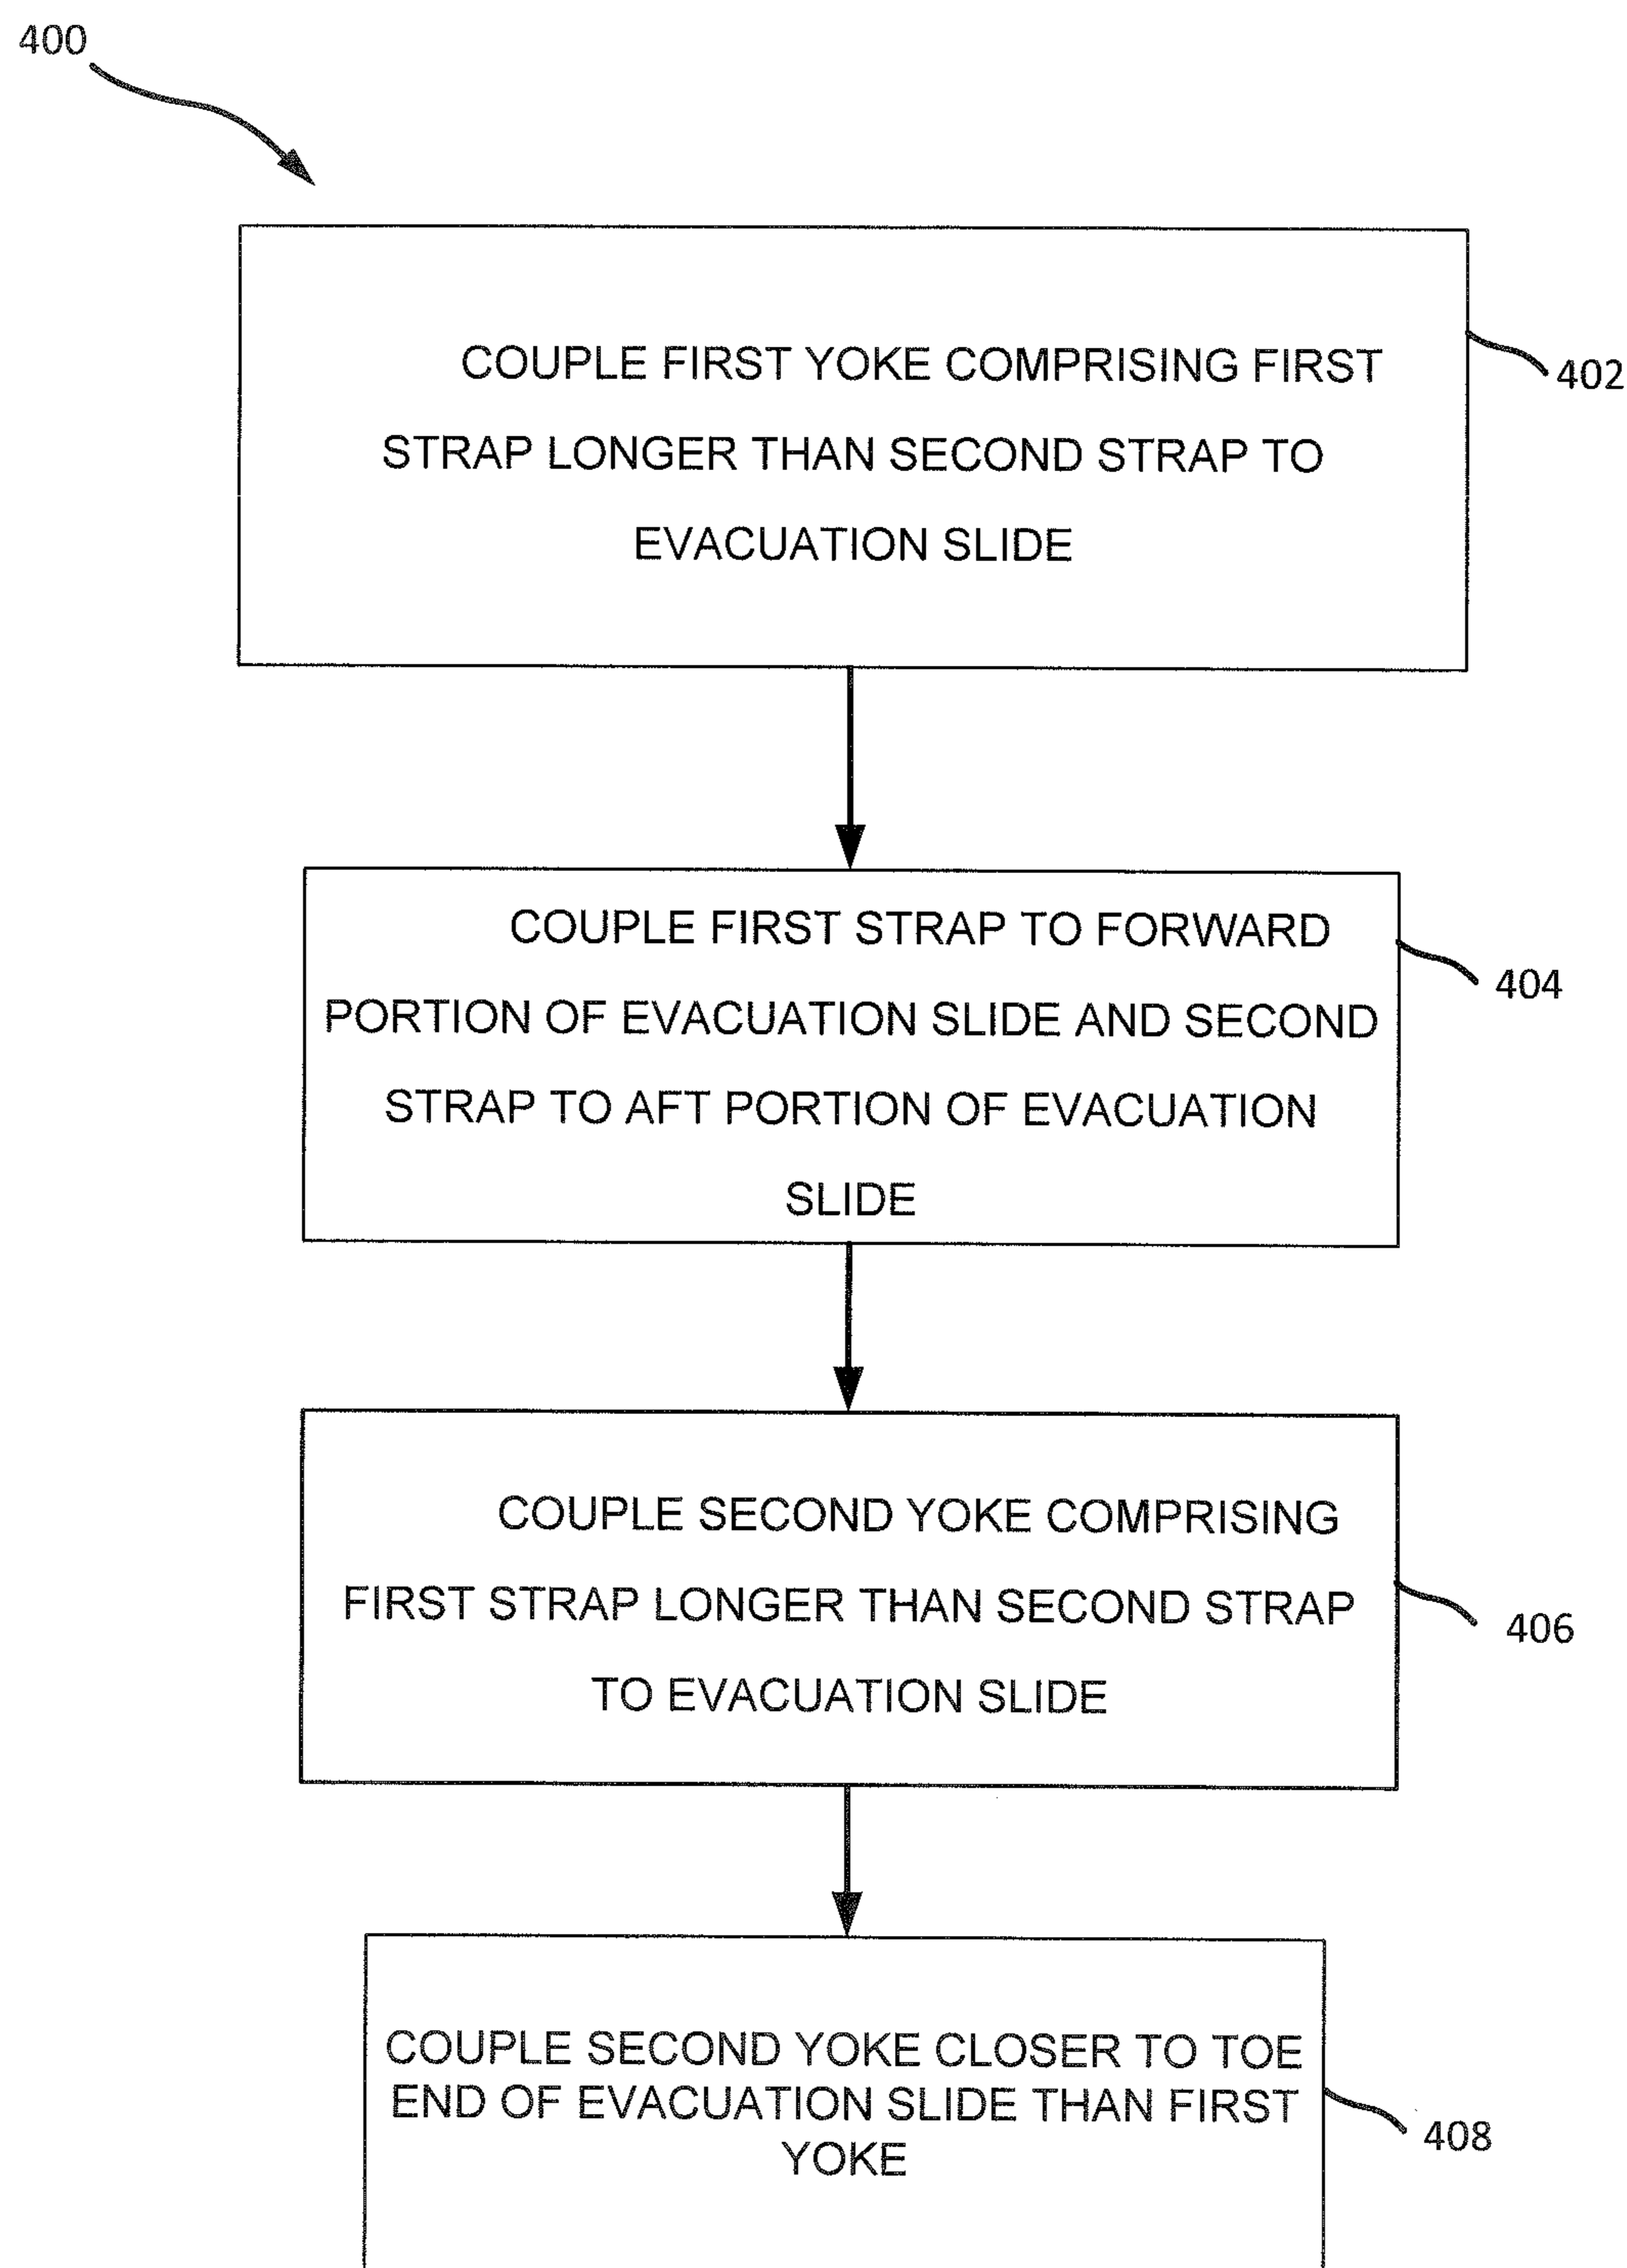 400
COUPLE FIRST YOKE COMPRISING FIRST
STRAP LONGER THAN SECOND STRAP TO
EVACUATION SLIDE
402
COUPLE FIRST STRAP TO FORWARD
PORTION OF EVACUATION SLIDE AND SECOND
STRAP TO AFT PORTION OF EVACUATION
SLIDE
404
COUPLE SECOND YOKE COMPRISING
FIRST STRAP LONGER THAN SECOND STRAP
TO EVACUATION SLIDE
406
COUPLE SECOND YOKE CLOSER TO TOE
END OF EVACUATION SLIDE THAN FIRST
YOKE
408